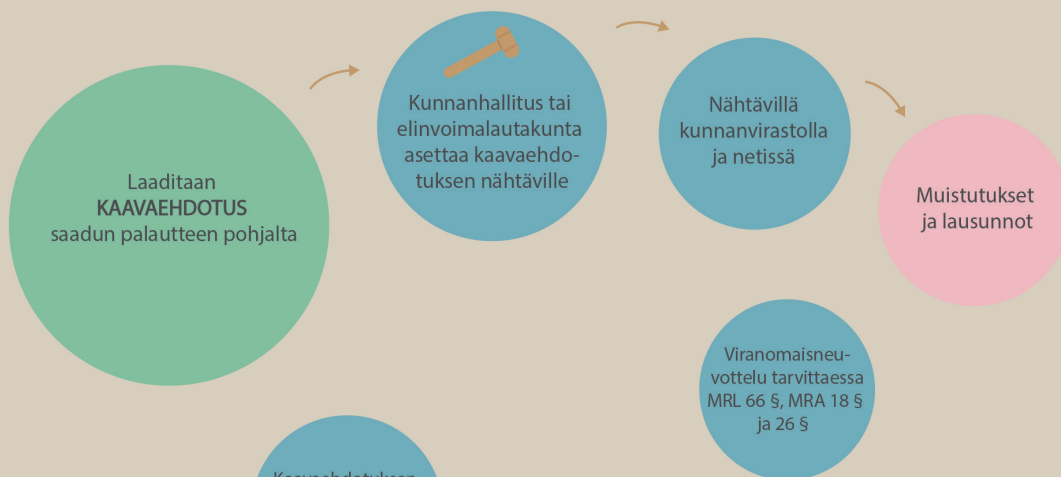 Laaditaan
KAAVAEHDOTUS
saadun palautteen pohjalta
Kunnanhallitus tai
elinvoimalautakunta
asettaa kaavaehdo-
tuksen nähtäville
Nähtävillä
kunnanvirastolla
ja netissä
Muistutukset
ja lausunnot
Viranomaisneu-
vottelu tarvittaessa
MRL 66 §, MRA 18 §
ja 26 §